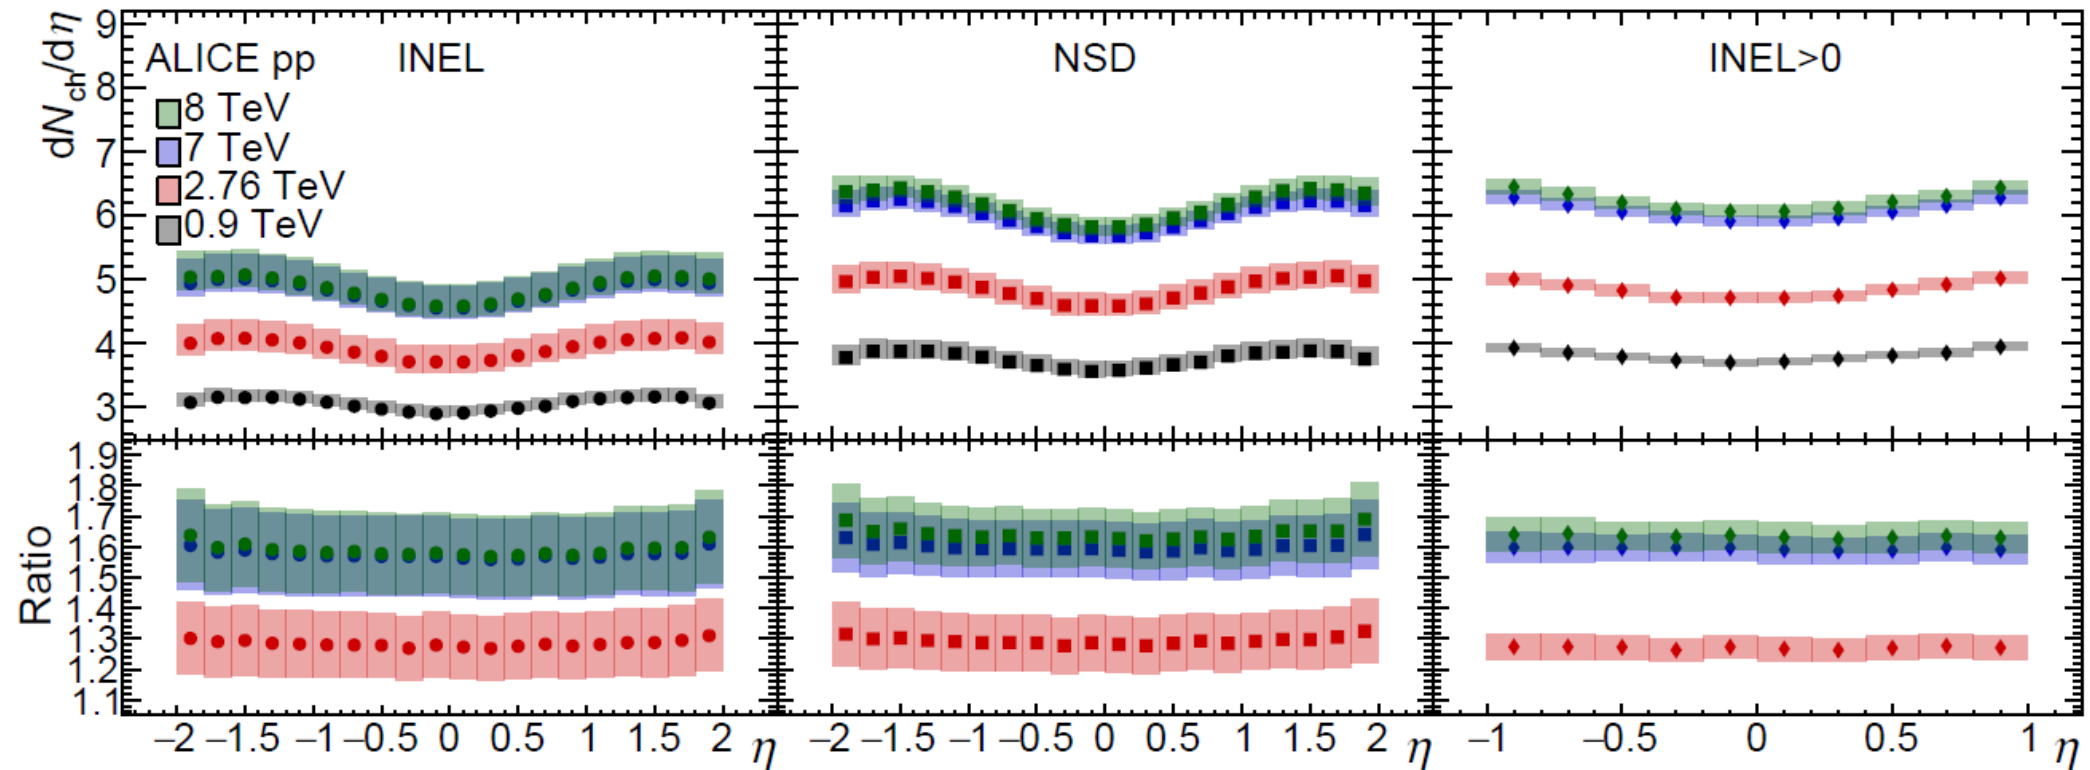 dN_ch/dη
9
8
7
6
5
4
3
ALICE pp
INEL
8 TeV
7 TeV
2.76 TeV
0.9 TeV
NSD
INEL>0
Ratio
1.9
1.8
1.7
1.6
1.5
1.4
1.3
1.2
1.1
−2 −1.5 −1 −0.5 0 0.5 1 1.5 2 η
−2 −1.5 −1 −0.5 0 0.5 1 1.5 2 η
−1 −0.5 0 0.5 1 η